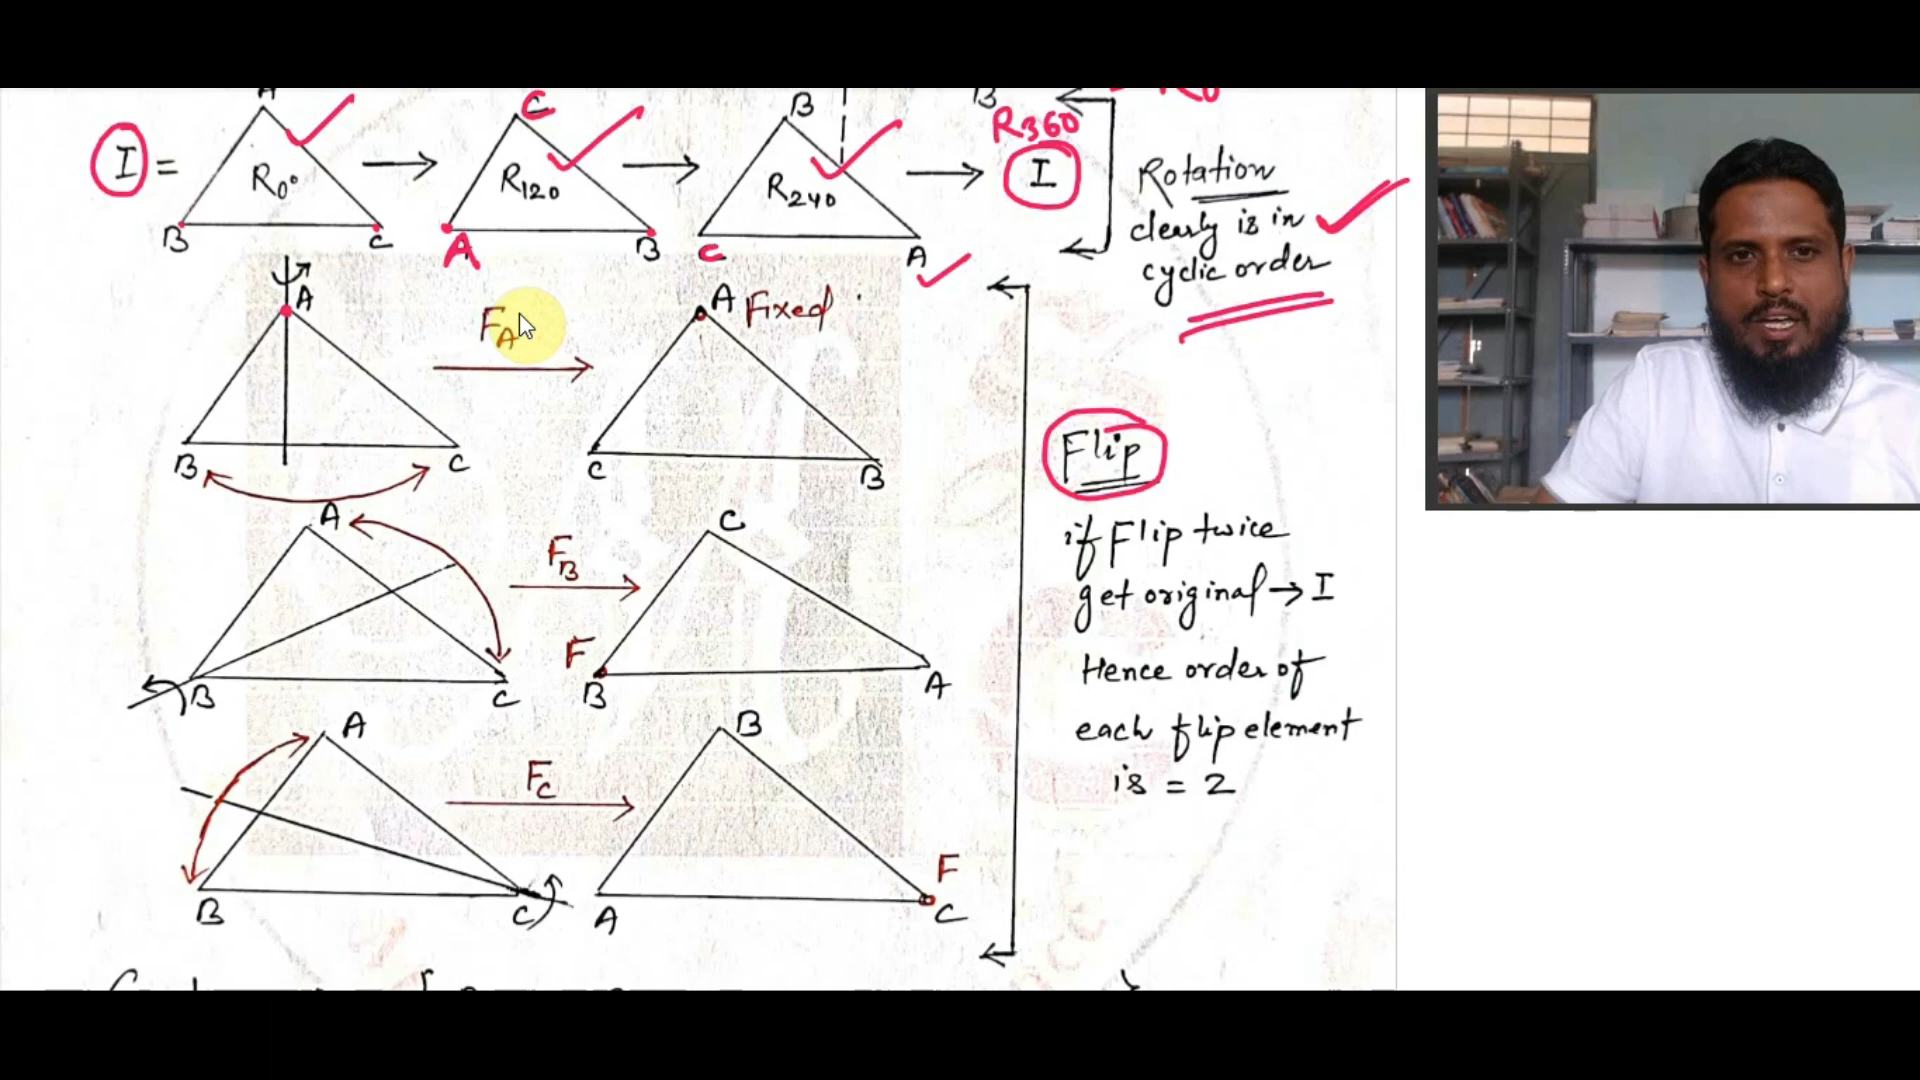 A
C
B
B
R0
R360
I =
R0°
R120
R240
I
Rotation
clearly is in
cyclic order
B
C
A
B
C
A
A
FA
A Fixed
B
C
C
B
Flip
if Flip twice
get original → I
Hence order of
each flip element
is = 2
A
FB
C
B
C
F
B
A
A
FC
B
B
C
A
F
C